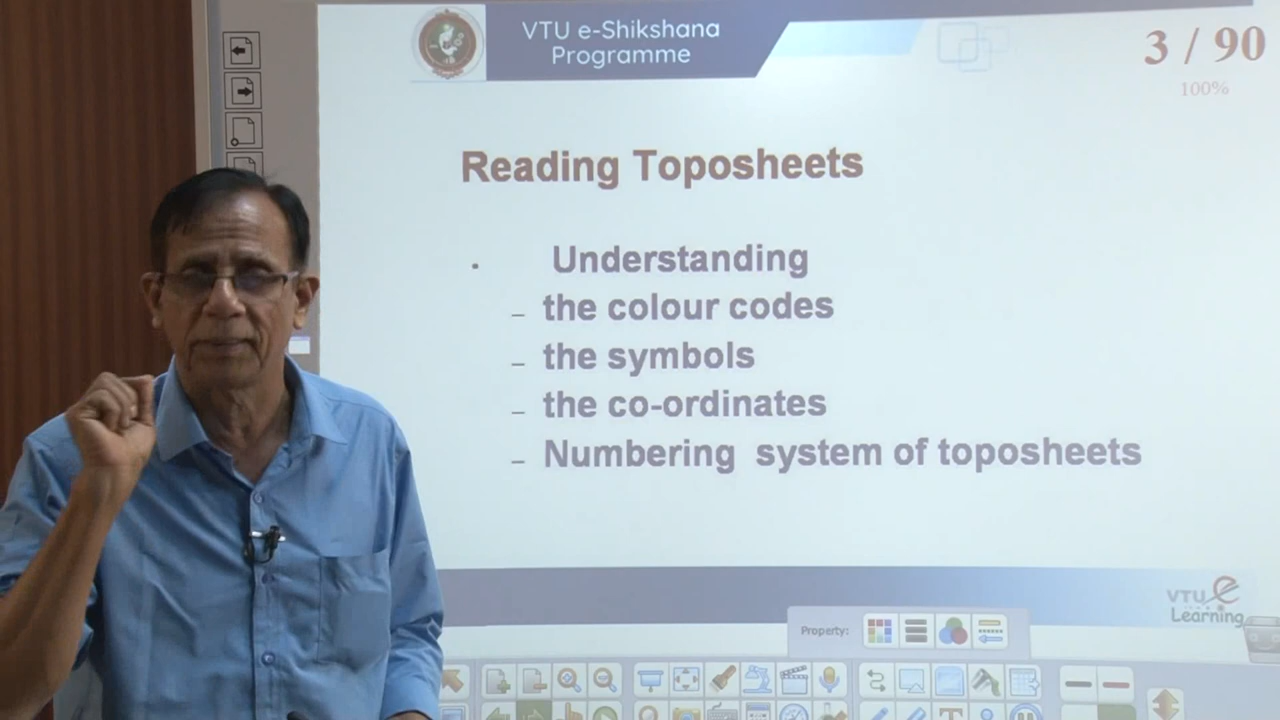 VTU e-Shikshana
Programme
3 / 90
100%
Reading Toposheets
. Understanding
– the colour codes
– the symbols
– the co-ordinates
– Numbering system of toposheets
VTU e
Learning
Property: